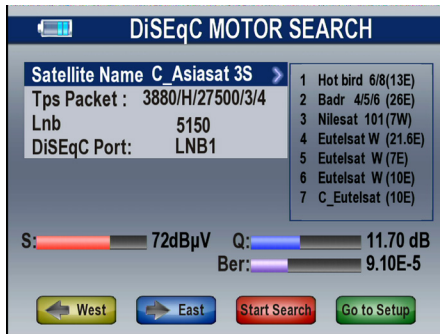 DiSEqC MOTOR SEARCH
Satellite Name C_Asiasat 3S
Tps Packet : 3880/H/27500/3/4
Lnb 5150
DiSEqC Port: LNB1
1 Hot bird 6/8(13E)
2 Badr 4/5/6 (26E)
3 Nilesat 101(7W)
4 Eutelsat W (21.6E)
5 Eutelsat W (7E)
6 Eutelsat W (10E)
7 C_Eutelsat (10E)
S: 72dBµV Q: 11.70 dB
Ber: 9.10E-5
West East Start Search Go to Setup